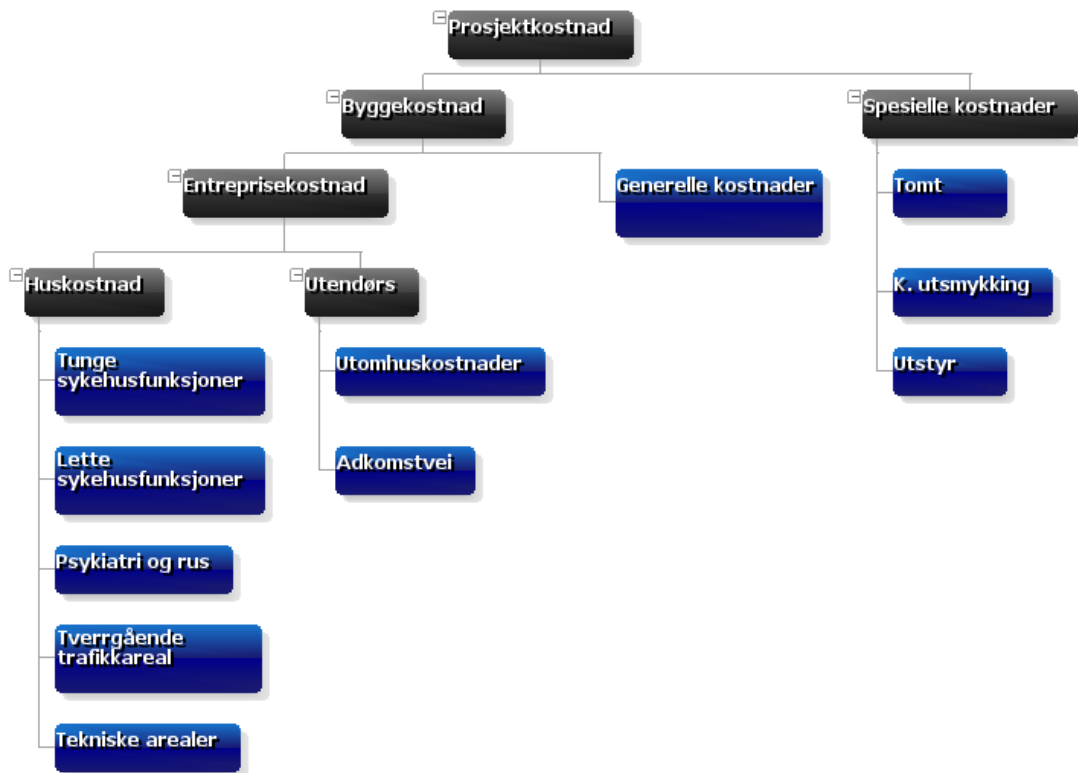 Prosjektkostnad
Byggekostnad
Spesielle kostnader
Entreprisekostnad
Generelle kostnader
Tomt
Huskostnad
Utendørs
K. utsmykking
Tunge
sykehusfunksjoner
Utomhuskostnader
Utstyr
Lette
sykehusfunksjoner
Adkomstvei
Psykiatri og rus
Tverrgående
trafikkareal
Tekniske arealer